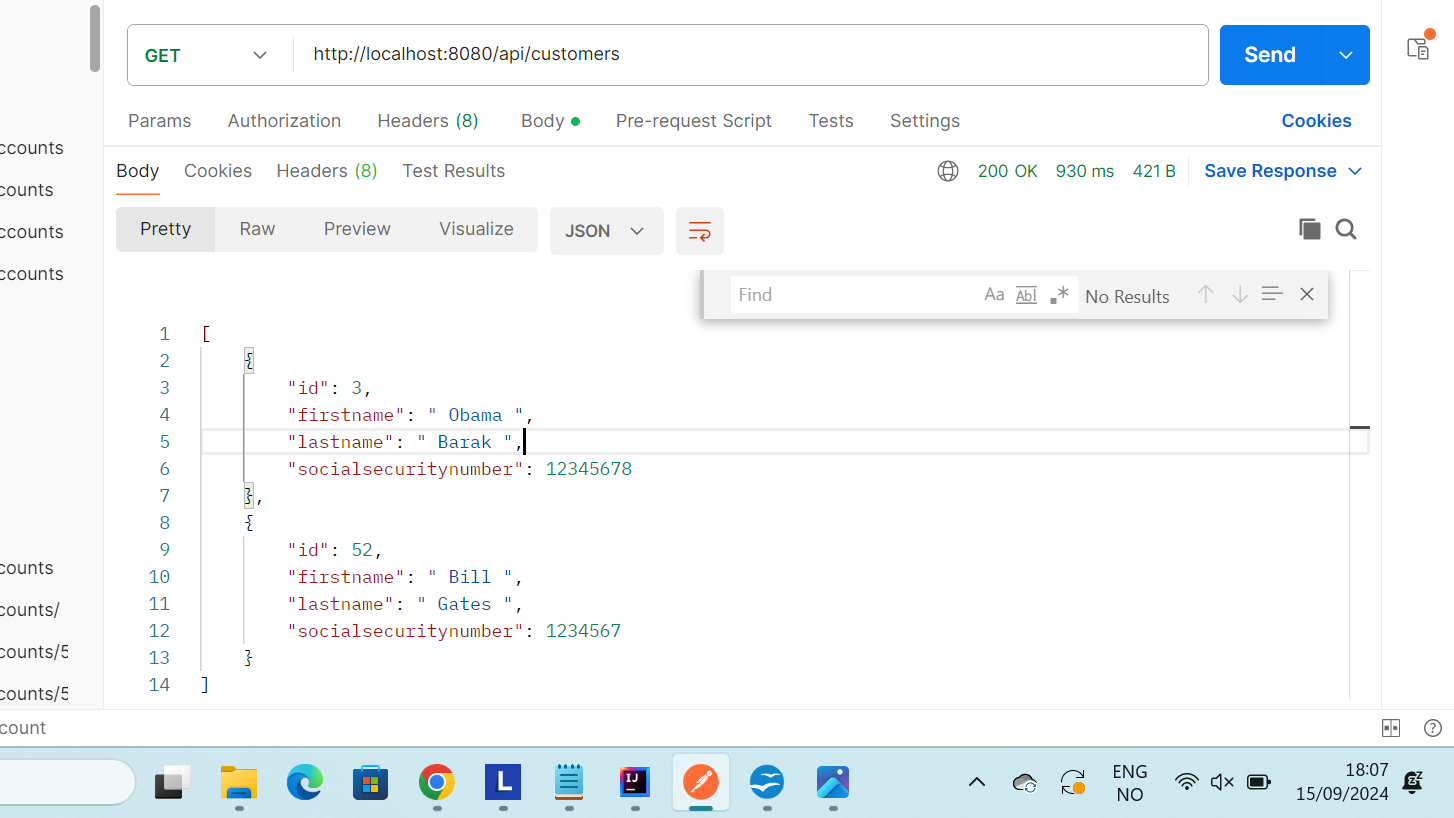 GET
http://localhost:8080/api/customers
Send
Params Authorization Headers (8) Body Pre-request Script Tests Settings Cookies
ccounts
counts
ccounts
ccounts
counts
counts/
counts/5
counts/5
count
Body Cookies Headers (8) Test Results 200 OK 930 ms 421 B Save Response
Pretty Raw Preview Visualize JSON
Find Aa Abl .* No Results
1 [
2 {
3 "id": 3,
4 "firstname": " Obama ",
5 "lastname": " Barak ",
6 "socialsecuritynumber": 12345678
7 },
8 {
9 "id": 52,
10 "firstname": " Bill ",
11 "lastname": " Gates ",
12 "socialsecuritynumber": 1234567
13 }
14 ]
L
IJ
ENG
NO
18:07
15/09/2024